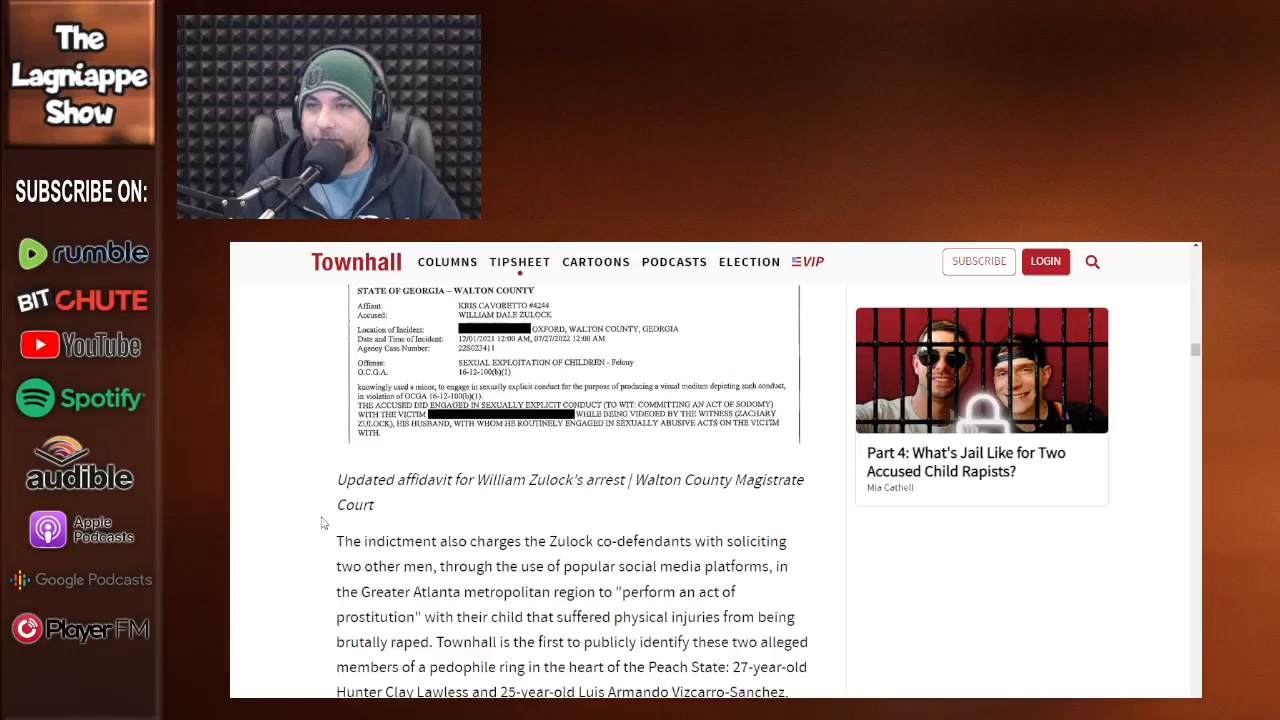 The
Lagniappe
Show
SUBSCRIBE ON:
rumble
BIT CHUTE
YouTube
Spotify
audible
Apple
Podcasts
Google Podcasts
Player FM
Townhall COLUMNS TIPSHEET CARTOONS PODCASTS ELECTION VIP SUBSCRIBE LOGIN
STATE OF GEORGIA – WALTON COUNTY
Affiant: KRIS CAVORETTO #4244
Accused: WILLIAM DALE ZULOCK
Location of Incident: OXFORD, WALTON COUNTY, GEORGIA
Date and Time of Incident: 12/01/2021 12:00 AM, 07/27/2022 12:00 AM
Agency Case Number: 22S023411
Offense: SEXUAL EXPLOITATION OF CHILDREN - Felony
O.C.G.A. 16-12-100(b)(1)
knowingly used a minor, to engage in sexually explicit conduct for the purpose of producing a visual medium depicting such conduct,
in violation of OCGA 16-12-100(b)(1).
THE ACCUSED DID ENGAGED IN SEXUALLY EXPLICIT CONDUCT (TO WIT: COMMITTING AN ACT OF SODOMY)
WITH THE VICTIM WHILE BEING VIDEOED BY THE WITNESS (ZACHARY
ZULOCK), HIS HUSBAND, WITH WHOM HE ROUTINELY ENGAGED IN SEXUALLY ABUSIVE ACTS ON THE VICTIM
WITH.
Updated affidavit for William Zulock's arrest | Walton County Magistrate
Court
The indictment also charges the Zulock co-defendants with soliciting
two other men, through the use of popular social media platforms, in
the Greater Atlanta metropolitan region to "perform an act of
prostitution" with their child that suffered physical injuries from being
brutally raped. Townhall is the first to publicly identify these two alleged
members of a pedophile ring in the heart of the Peach State: 27-year-old
Hunter Clay Lawless and 25-year-old Luis Armando Vizcarro-Sanchez,
Part 4: What's Jail Like for Two
Accused Child Rapists?
Mia Cathell